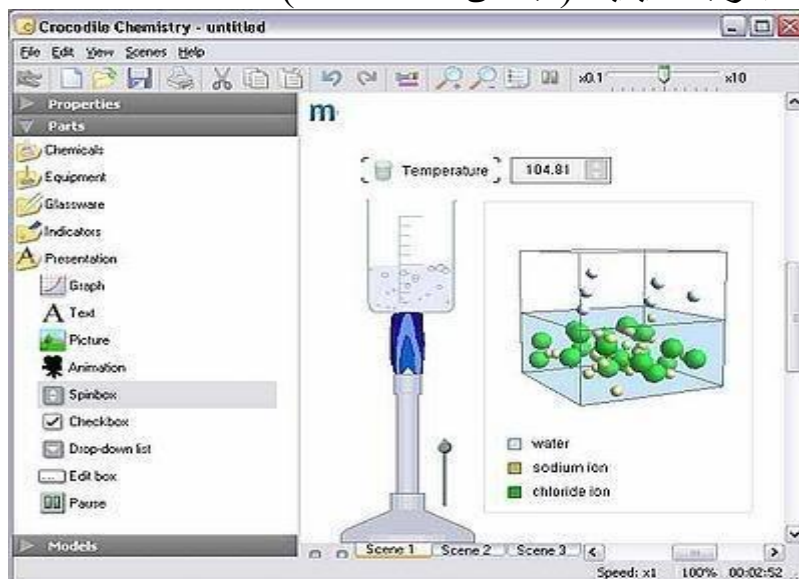 Crocodile Chemistry - untitled
File Edit View Scenes Help
x0.1 x10
Properties
Parts
Chemicals
Equipment
Glassware
Indicators
Presentation
Graph
Text
Picture
Animation
Spinbox
Checkbox
Drop-down list
Edit box
Pause
Models
m
Temperature 104.81
water
sodium ion
chloride ion
Scene 1 Scene 2 Scene 3
Speed: x1 100% 00:02:52